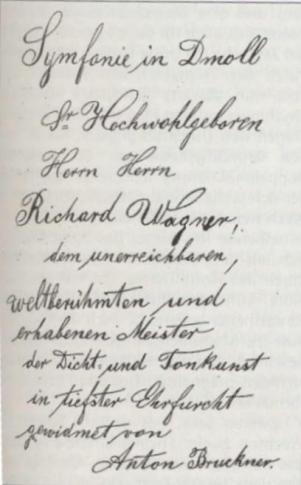 Symfonie in Dmoll
Sr Hochwohlgeboren
Herrn Herrn
Richard Wagner,
dem unerreichbaren,
weltberühmten und
erhabenen Meister
der Dicht- und Tonkunst
in tiefster Ehrfurcht
gewidmet von
Anton Bruckner.